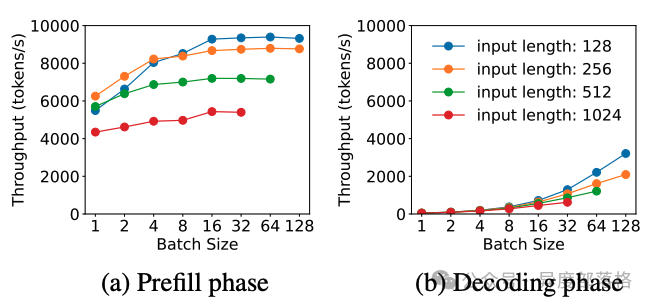 10000
8000
6000
4000
2000
0
Throughput (tokens/s)
1 2 4 8 16 32 64 128
Batch Size
(a) Prefill phase
10000
8000
6000
4000
2000
0
Throughput (tokens/s)
input length: 128
input length: 256
input length: 512
input length: 1024
1 2 4 8 16 32 64 128
Batch Size
(b) Decoding phase